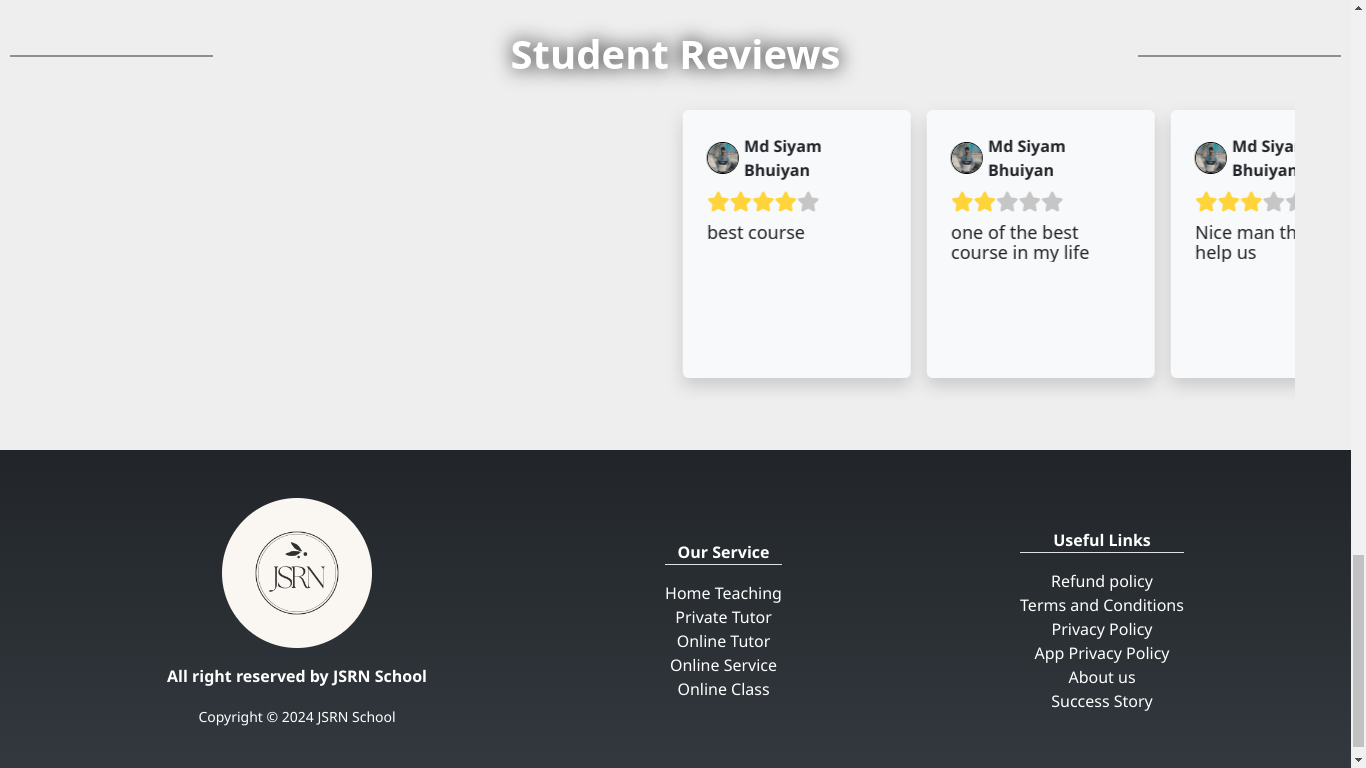 Student Reviews
Md Siyam
Bhuiyan
best course
Md Siyam
Bhuiyan
one of the best
course in my life
Md Siya
Bhuiyan
Nice man th
help us
JSRN
All right reserved by JSRN School
Copyright © 2024 JSRN School
Our Service
Home Teaching
Private Tutor
Online Tutor
Online Service
Online Class
Useful Links
Refund policy
Terms and Conditions
Privacy Policy
App Privacy Policy
About us
Success Story